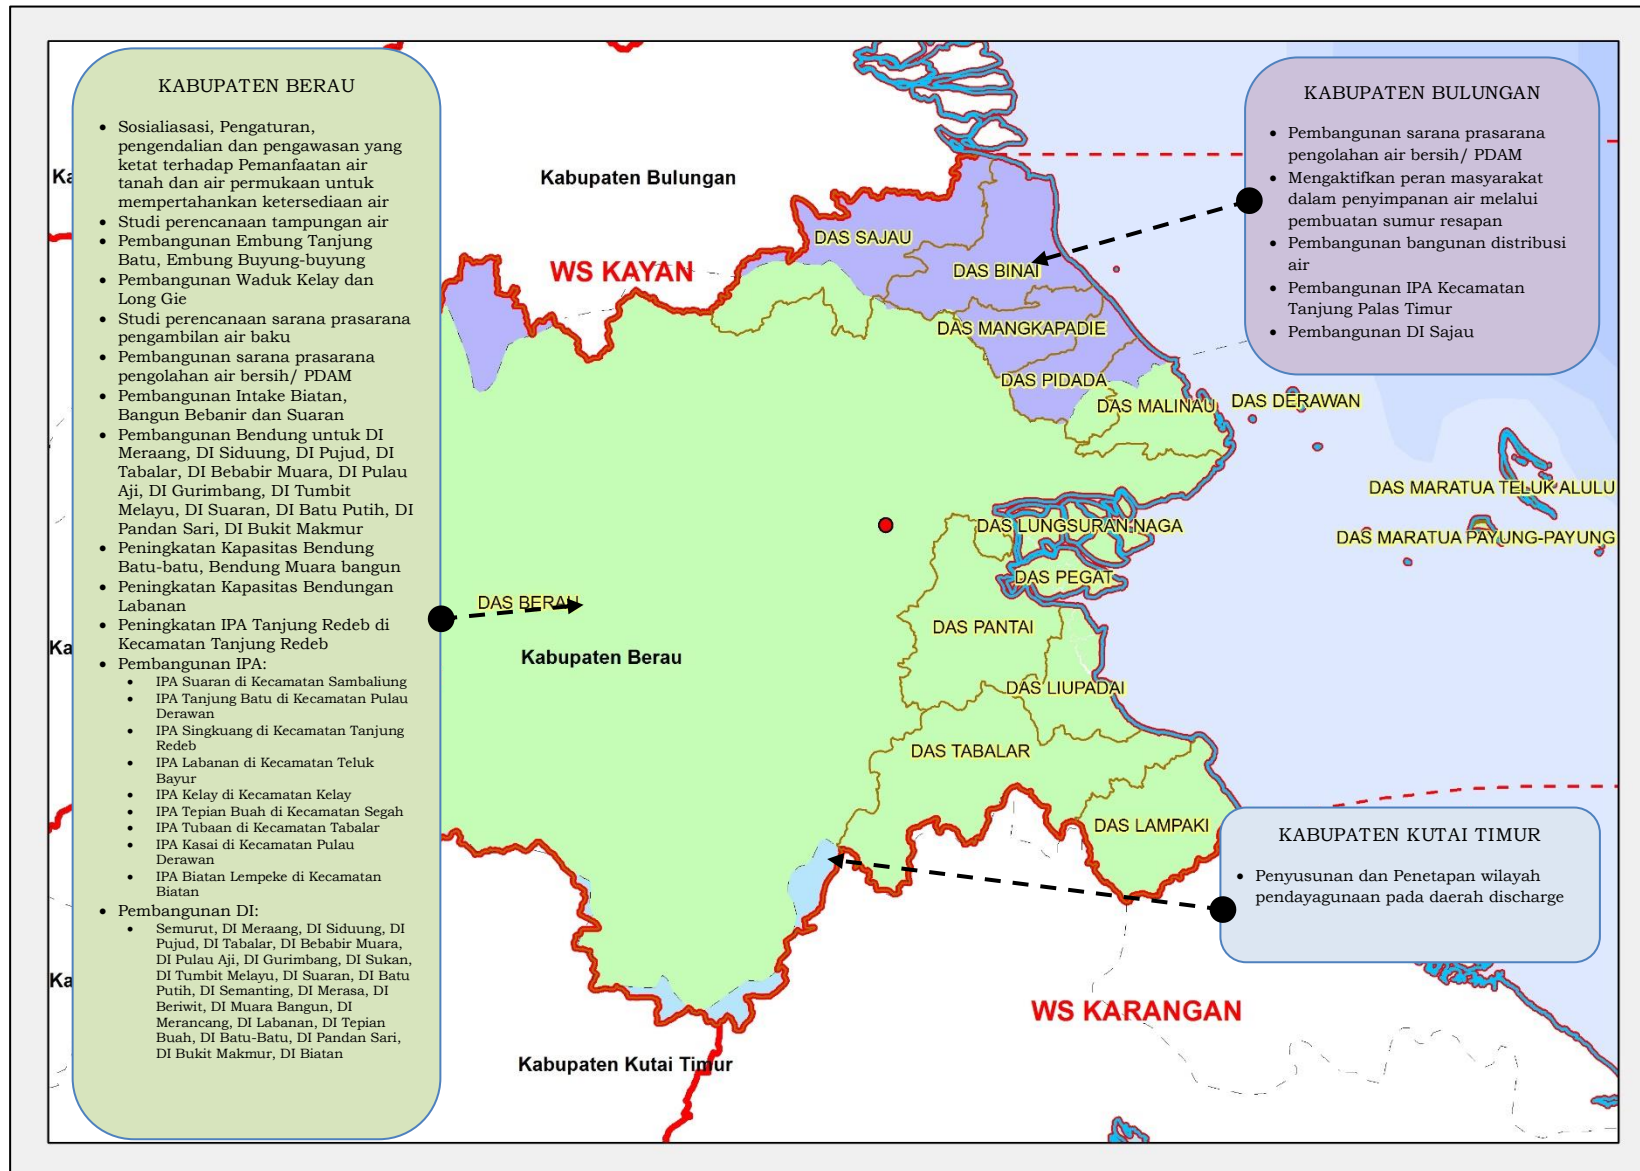 KABUPATEN BERAU
• Sosialiasasi, Pengaturan,
pengendalian dan pengawasan yang
ketat terhadap Pemanfaatan air
tanah dan air permukaan untuk
mempertahankan ketersediaan air
• Studi perencanaan tampungan air
• Pembangunan Embung Tanjung
Batu, Embung Buyung-buyung
• Pembangunan Waduk Kelay dan
Long Gie
• Studi perencanaan sarana prasarana
pengambilan air baku
• Pembangunan sarana prasarana
pengolahan air bersih/ PDAM
• Pembangunan Intake Biatan,
Bangun Bebanir dan Suaran
• Pembangunan Bendung untuk DI
Meraang, DI Siduung, DI Pujud, DI
Tabalar, DI Bebabir Muara, DI Pulau
Aji, DI Gurimbang, DI Tumbit
Melayu, DI Suaran, DI Batu Putih, DI
Pandan Sari, DI Bukit Makmur
• Peningkatan Kapasitas Bendung
Batu-batu, Bendung Muara bangun
• Peningkatan Kapasitas Bendungan
Labanan
• Peningkatan IPA Tanjung Redeb di
Kecamatan Tanjung Redeb
• Pembangunan IPA:
• IPA Suaran di Kecamatan Sambaliung
• IPA Tanjung Batu di Kecamatan Pulau
Derawan
• IPA Singkuang di Kecamatan Tanjung
Redeb
• IPA Labanan di Kecamatan Teluk
Bayur
• IPA Kelay di Kecamatan Kelay
• IPA Tepian Buah di Kecamatan Segah
• IPA Tubaan di Kecamatan Tabalar
• IPA Kasai di Kecamatan Pulau
Derawan
• IPA Biatan Lempeke di Kecamatan
Biatan
• Pembangunan DI:
• Semurut, DI Meraang, DI Siduung, DI
Pujud, DI Tabalar, DI Bebabir Muara,
DI Pulau Aji, DI Gurimbang, DI Sukan,
DI Tumbit Melayu, DI Suaran, DI Batu
Putih, DI Semanting, DI Merasa, DI
Beriwit, DI Muara Bangun, DI
Merancang, DI Labanan, DI Tepian
Buah, DI Batu-Batu, DI Pandan Sari,
DI Bukit Makmur, DI Biatan
KABUPATEN BULUNGAN
• Pembangunan sarana prasarana
pengolahan air bersih/ PDAM
• Mengaktifkan peran masyarakat
dalam penyimpanan air melalui
pembuatan sumur resapan
• Pembangunan bangunan distribusi
air
• Pembangunan IPA Kecamatan
Tanjung Palas Timur
• Pembangunan DI Sajau
KABUPATEN KUTAI TIMUR
• Penyusunan dan Penetapan wilayah
pendayagunaan pada daerah discharge
Ka
Ka
Ka
Kabupaten Bulungan
WS KAYAN
DAS SAJAU
DAS BINAI
DAS MANGKAPADIE
DAS PIDADA
DAS MALINAU
DAS DERAWAN
DAS MARATUA TELUK ALULU
DAS MARATUA PAYUNG-PAYUNG
DAS LUNGSURAN NAGA
DAS PEGAT
DAS BERAU
Kabupaten Berau
DAS PANTAI
DAS LIUPADAI
DAS TABALAR
DAS LAMPAKI
WS KARANGAN
Kabupaten Kutai Timur